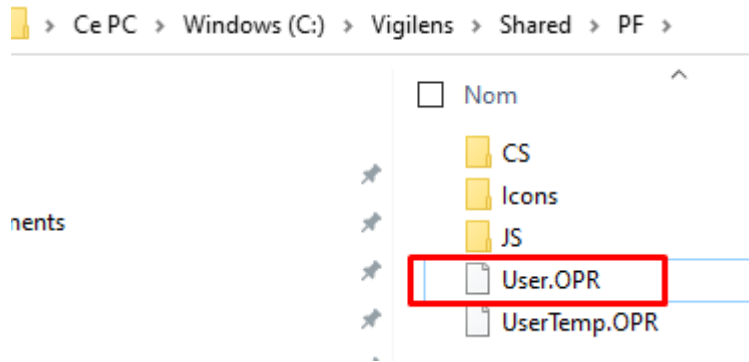 Ce PC > Windows (C:) > Vigilens > Shared > PF >
Nom
CS
Icons
nents
JS
User.OPR
UserTemp.OPR